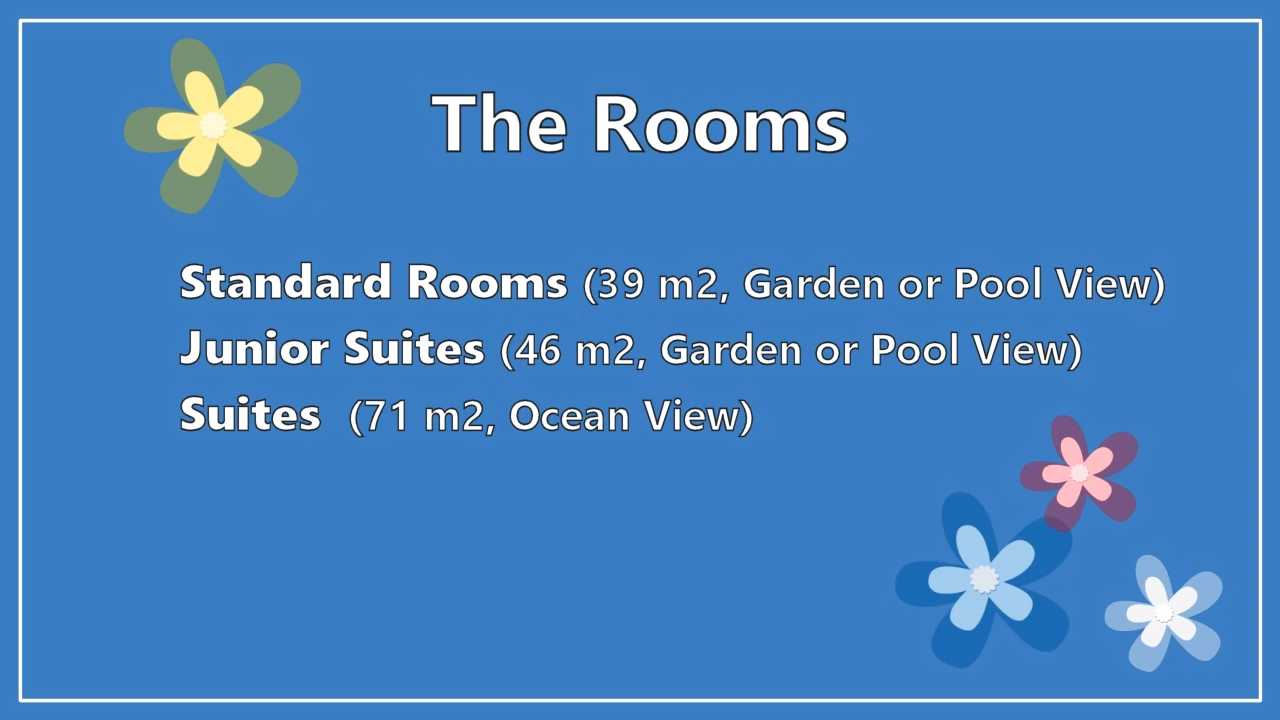 The Rooms
Standard Rooms (39 m2, Garden or Pool View)
Junior Suites (46 m2, Garden or Pool View)
Suites (71 m2, Ocean View)